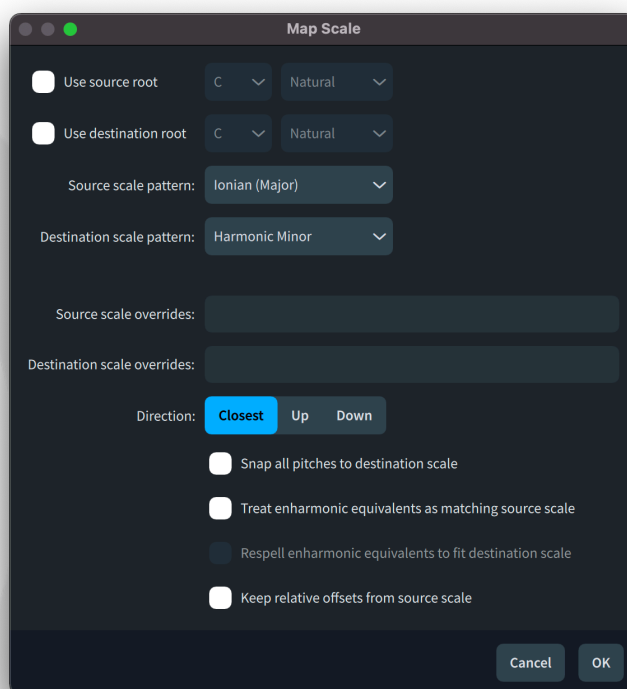 Map Scale
Use source root C Natural
Use destination root C Natural
Source scale pattern: Ionian (Major)
Destination scale pattern: Harmonic Minor
Source scale overrides:
Destination scale overrides:
Direction: Closest Up Down
Snap all pitches to destination scale
Treat enharmonic equivalents as matching source scale
Respell enharmonic equivalents to fit destination scale
Keep relative offsets from source scale
Cancel OK